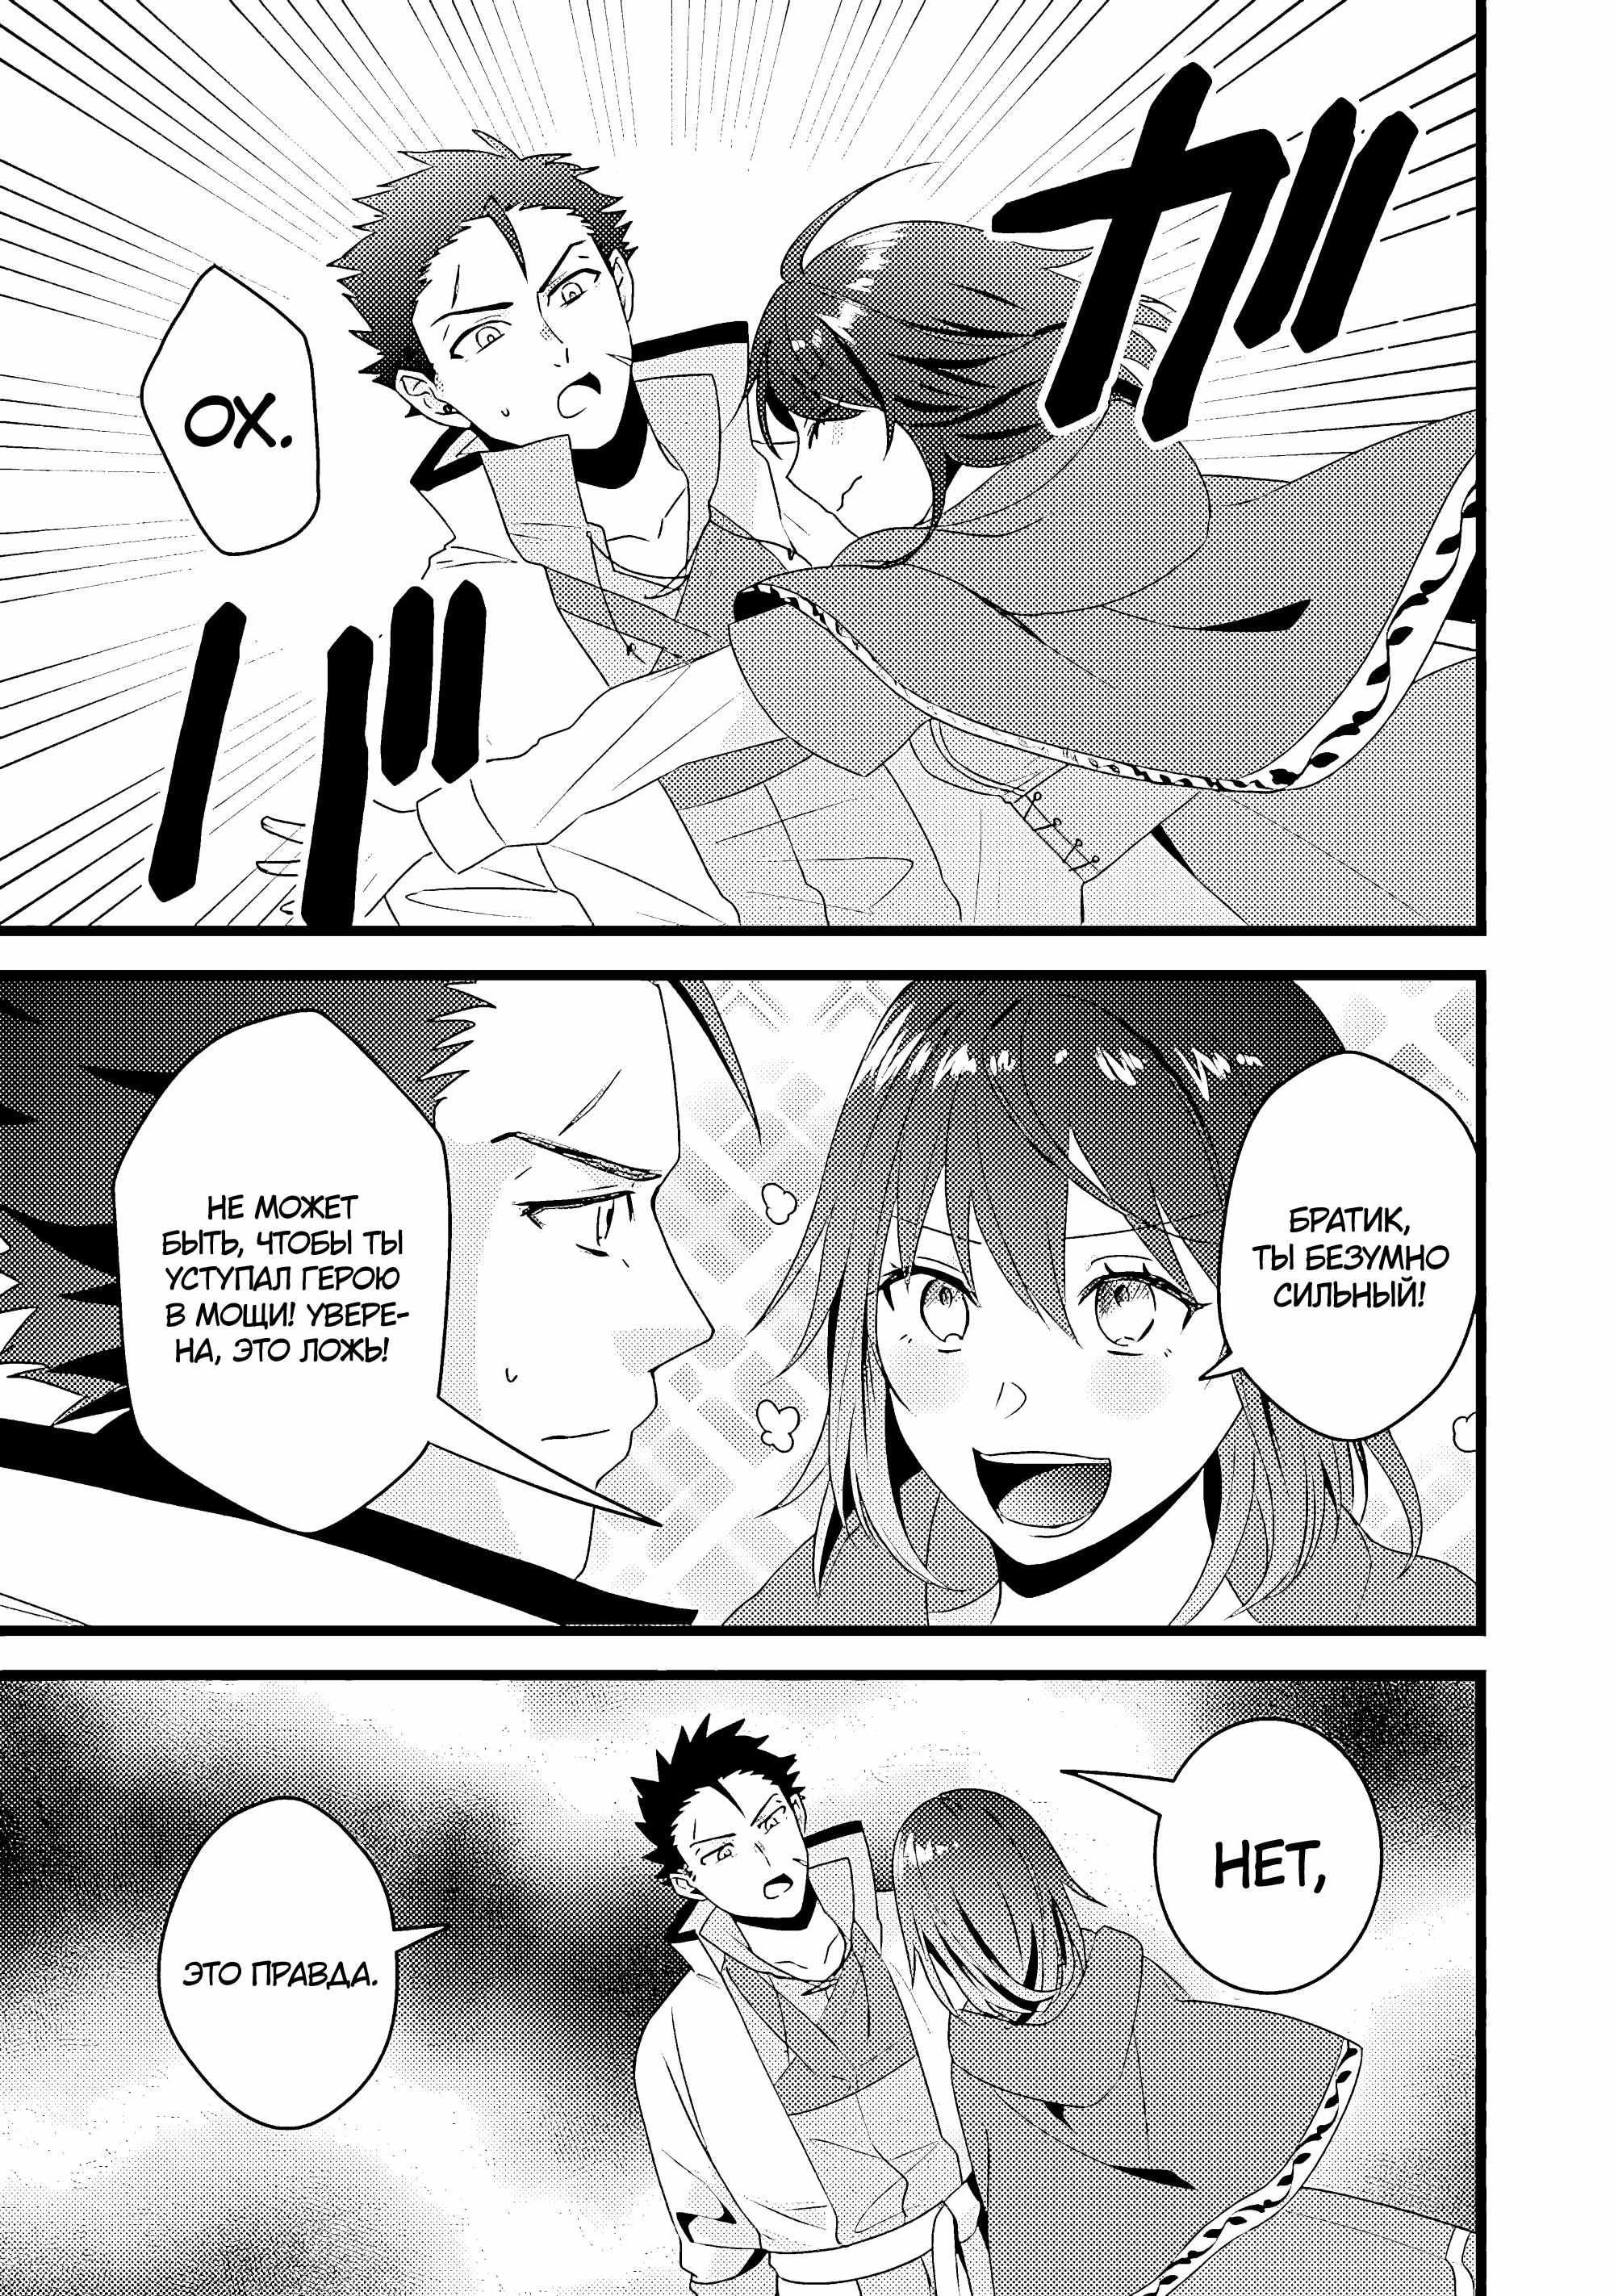 ガバッ
ОХ.
БРАТИК,
ТЫ БЕЗУМНО
СИЛЬНЫЙ!
НЕ МОЖЕТ
БЫТЬ, ЧТОБЫ ТЫ
УСТУПАЛ ГЕРОЮ
В МОЩИ! УВЕРЕ-
НА, ЭТО ЛОЖЬ!
НЕТ,
ЭТО ПРАВДА.